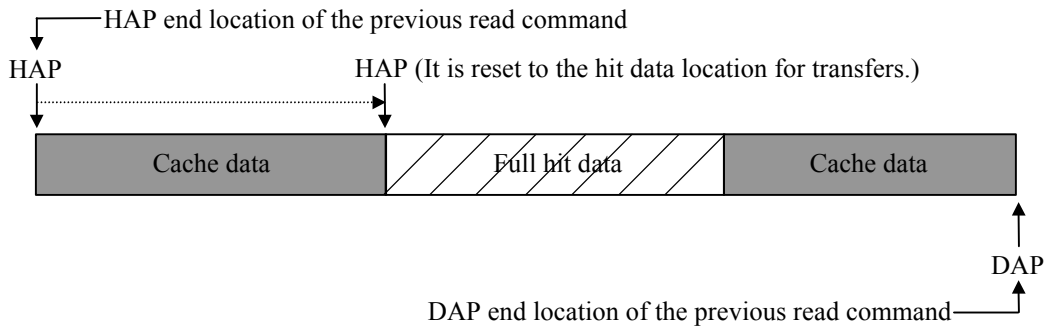 HAP end location of the previous read command
HAP
HAP (It is reset to the hit data location for transfers.)
Cache data
Full hit data
Cache data
DAP
DAP end location of the previous read command